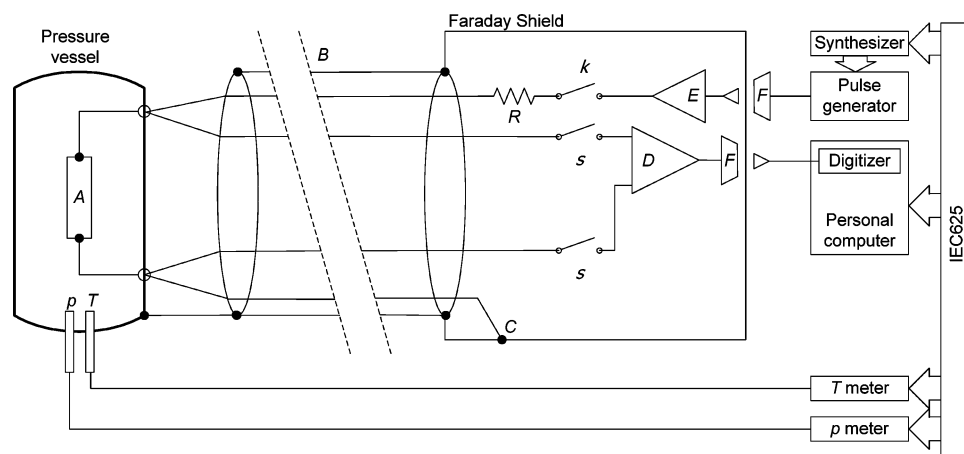 Faraday Shield
Pressure
vessel
B
k
R
E
F
Synthesizer
Pulse
generator
A
s
D
F
Digitizer
Personal
computer
s
IEC625
p
T
C
T meter
p meter